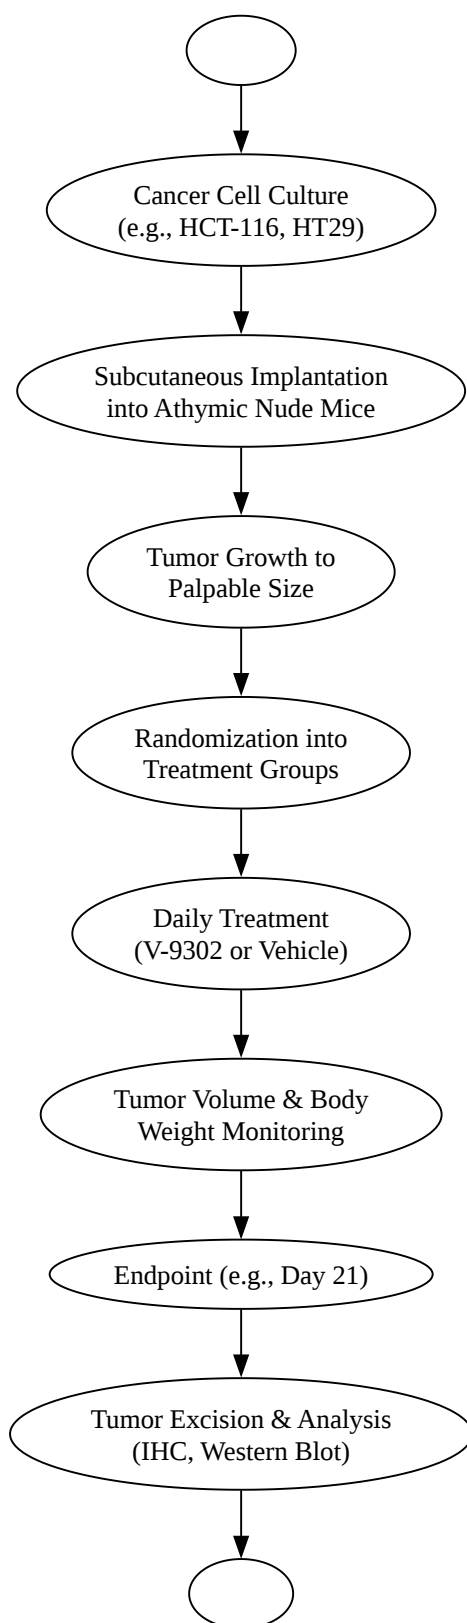 Cancer Cell Culture
(e.g., HCT-116, HT29)
Subcutaneous Implantation
into Athymic Nude Mice
Tumor Growth to
Palpable Size
Randomization into
Treatment Groups
Daily Treatment
(V-9302 or Vehicle)
Tumor Volume & Body
Weight Monitoring
Endpoint (e.g., Day 21)
Tumor Excision & Analysis
(IHC, Western Blot)